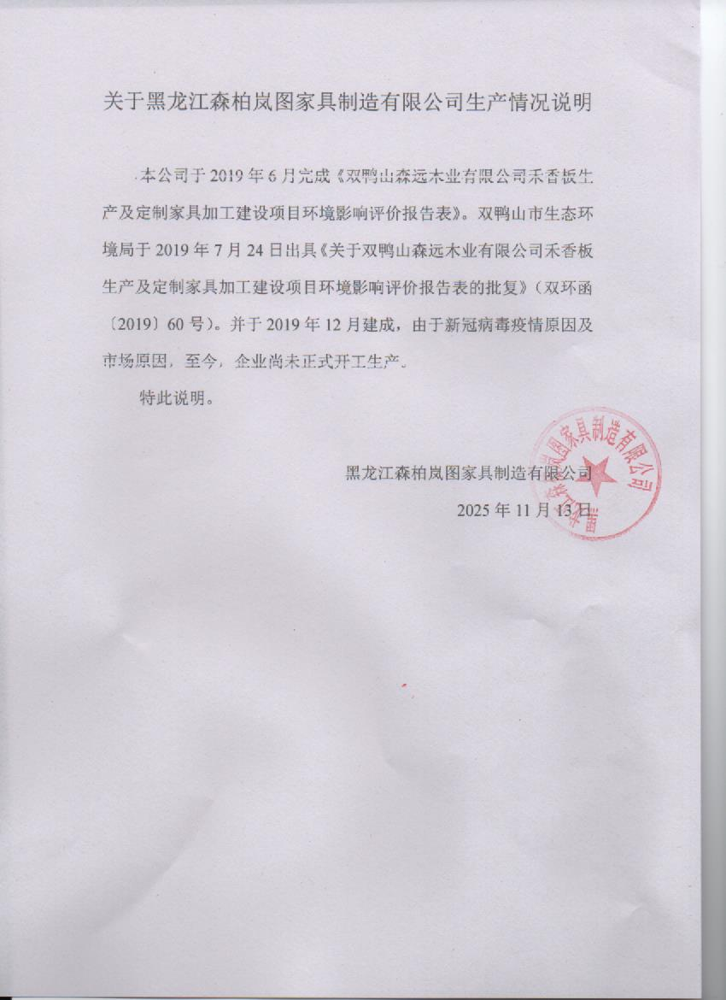 关于黑龙江森柏岚图家具制造有限公司生产情况说明
本公司于 2019 年 6 月完成《双鸭山森远木业有限公司禾香板生
产及定制家具加工建设项目环境影响评价报告表》。双鸭山市生态环
境局于 2019 年 7 月 24 日出具《关于双鸭山森远木业有限公司禾香板
生产及定制家具加工建设项目环境影响评价报告表的批复》（双环函
〔2019〕60 号）。并于 2019 年 12 月建成，由于新冠病毒疫情原因及
市场原因，至今，企业尚未正式开工生产。
特此说明。
黑龙江森柏岚图家具制造有限公司
2025 年 11 月 13 日
黑龙江森柏岚图家具制造有限公司